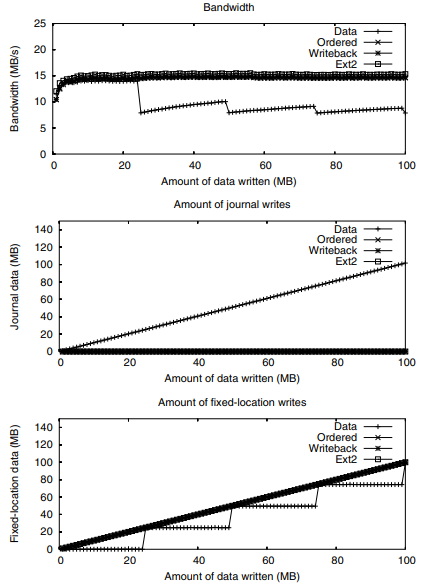 Bandwidth
Bandwidth (MB/s)
25
20
15
10
5
0
Data
Ordered
Writeback
Ext2
0 20 40 60 80 100
Amount of data written (MB)
Amount of journal writes
Journal data (MB)
140
120
100
80
60
40
20
0
Data
Ordered
Writeback
Ext2
0 20 40 60 80 100
Amount of data written (MB)
Amount of fixed-location writes
Fixed-location data (MB)
140
120
100
80
60
40
20
0
Data
Ordered
Writeback
Ext2
0 20 40 60 80 100
Amount of data written (MB)